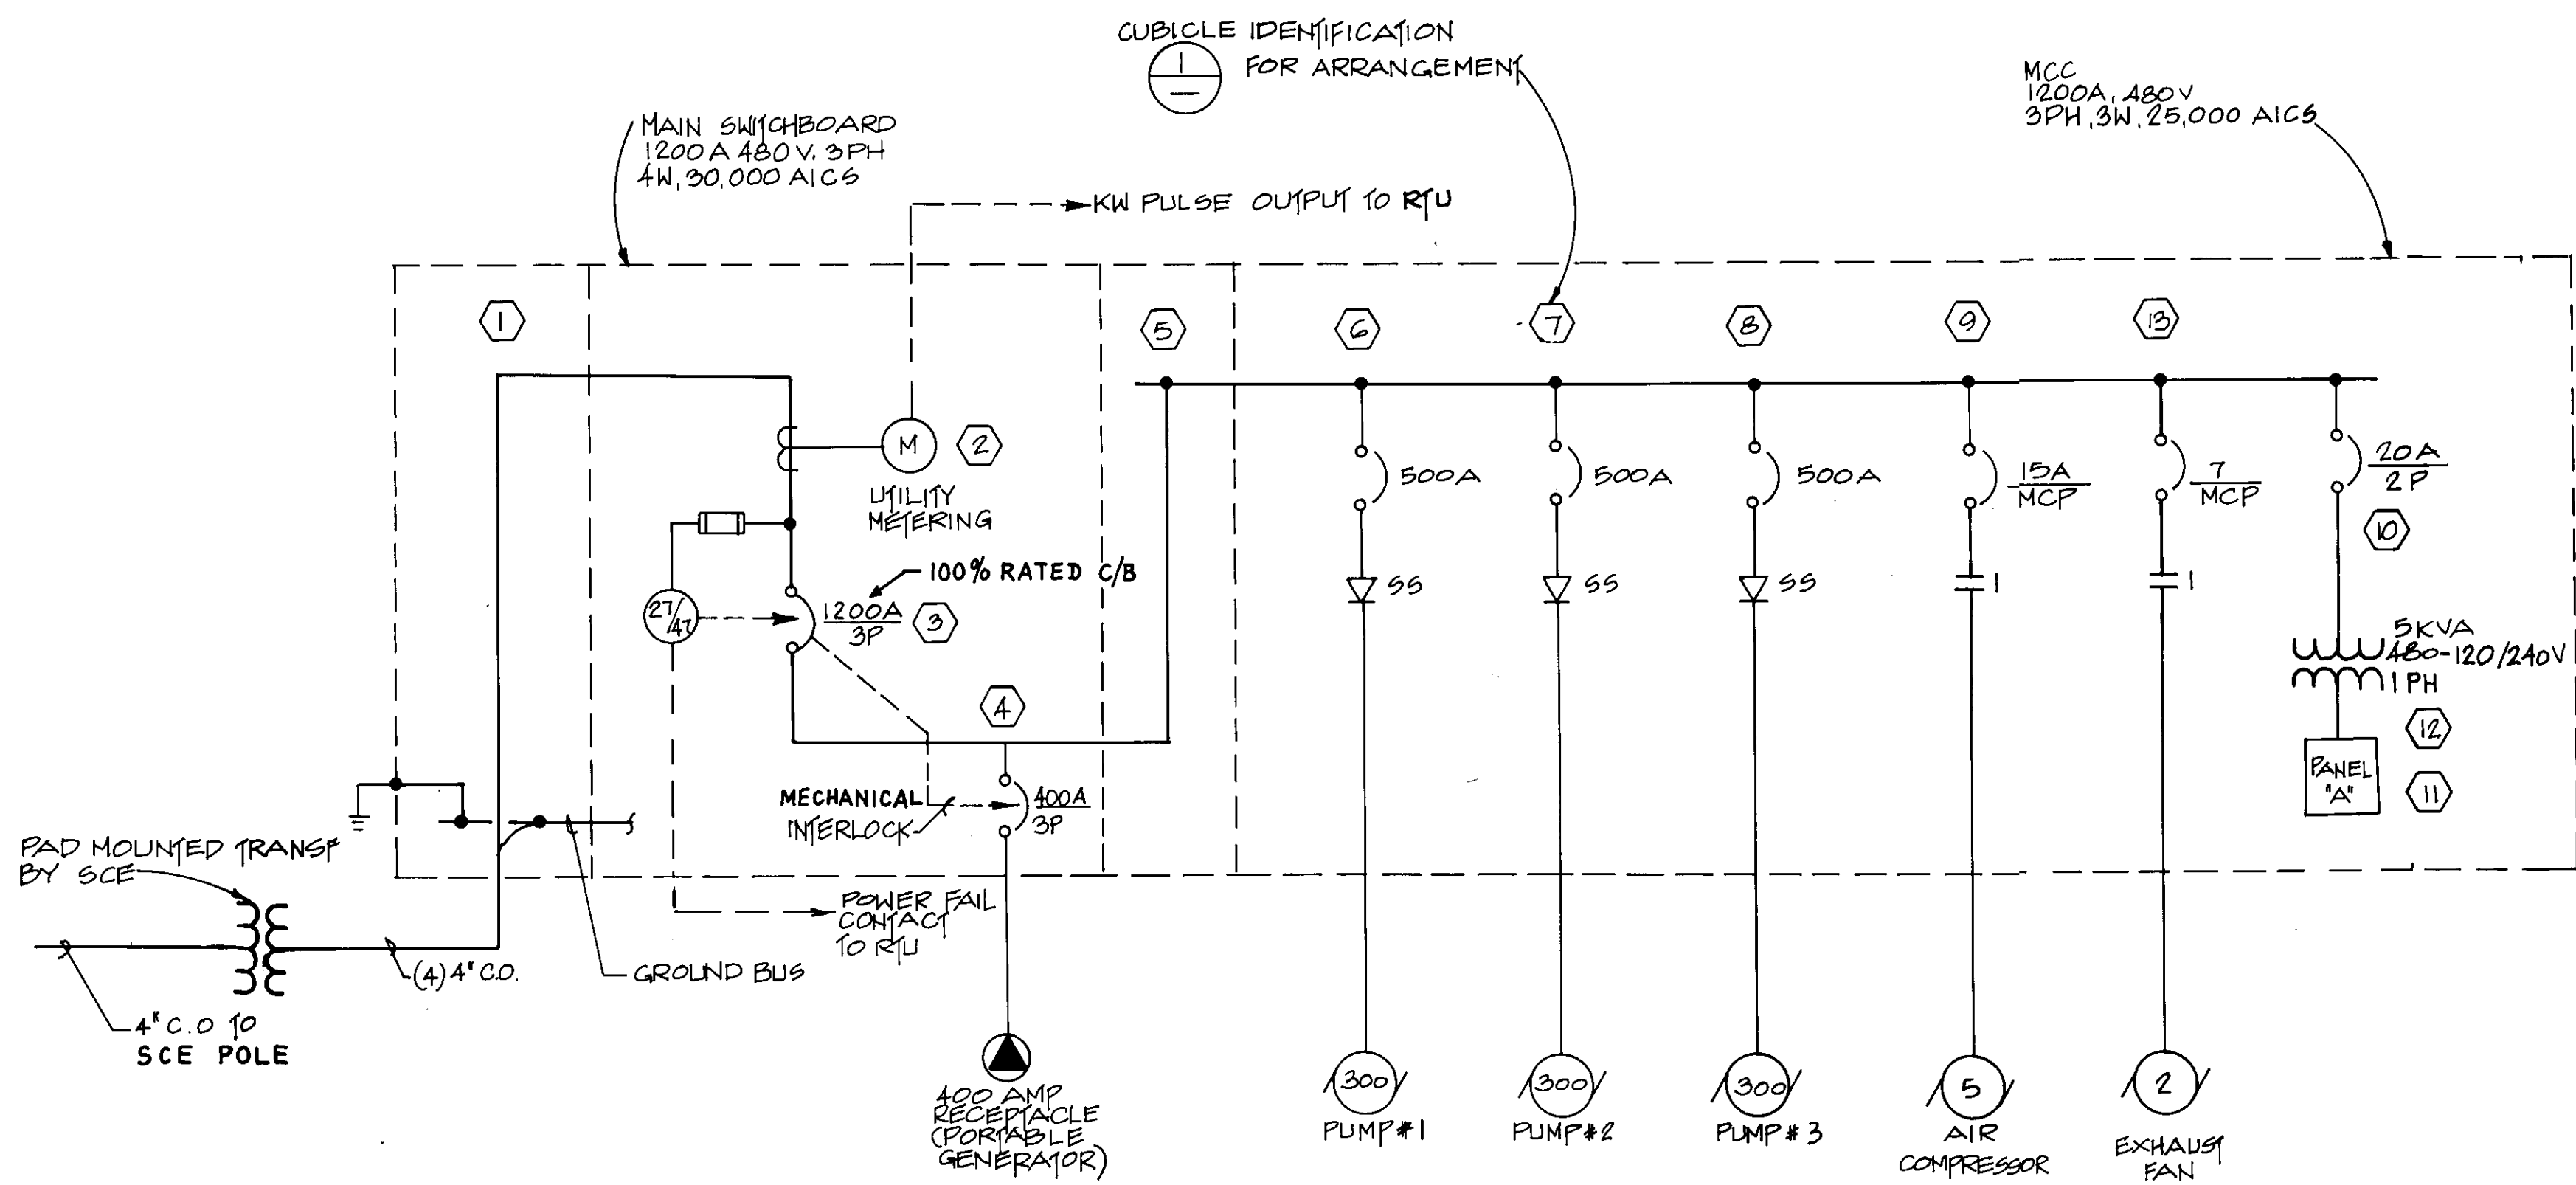 CUBICLE IDENTIFICATION
FOR ARRANGEMENT
1
—
MAIN SWITCHBOARD
1200A 480V. 3PH
4W, 30,000 AICS
MCC
1200A, 480V
3PH, 3W, 25,000 AICS
KW PULSE OUTPUT TO RTU
1
5
6
7
8
9
13
M
2
UTILITY
METERING
100% RATED C/B
27/47
1200A
3P
3
4
MECHANICAL
INTERLOCK
400A
3P
500A
500A
500A
15A
MCP
7
MCP
20A
2P
10
SS
SS
SS
1
1
5KVA
480-120/240V
1PH
12
PANEL
"A"
11
PAD MOUNTED TRANSF
BY SCE
POWER FAIL
CONTACT
TO RTU
(4) 4" C.O.
GROUND BUS
4" C.O TO
SCE POLE
400 AMP
RECEPTACLE
(PORTABLE
GENERATOR)
300
PUMP #1
300
PUMP #2
300
PUMP #3
5
AIR
COMPRESSOR
2
EXHAUST
FAN